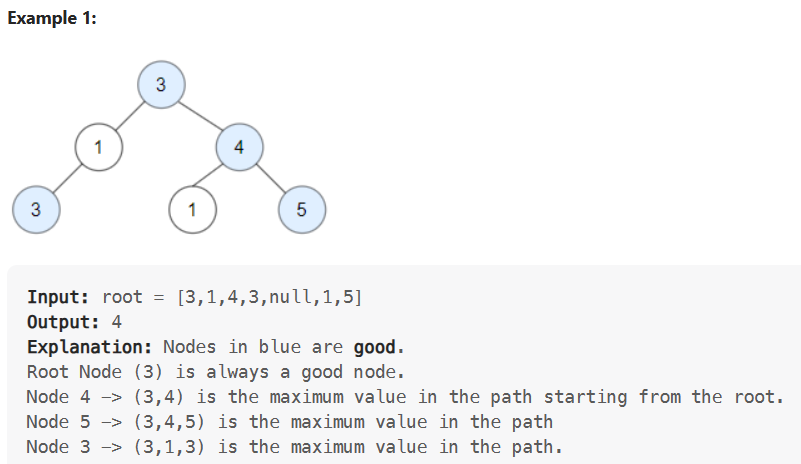 Example 1:
3
1
4
3
1
5
Input: root = [3,1,4,3,null,1,5]
Output: 4
Explanation: Nodes in blue are good.
Root Node (3) is always a good node.
Node 4 -> (3,4) is the maximum value in the path starting from the root.
Node 5 -> (3,4,5) is the maximum value in the path
Node 3 -> (3,1,3) is the maximum value in the path.